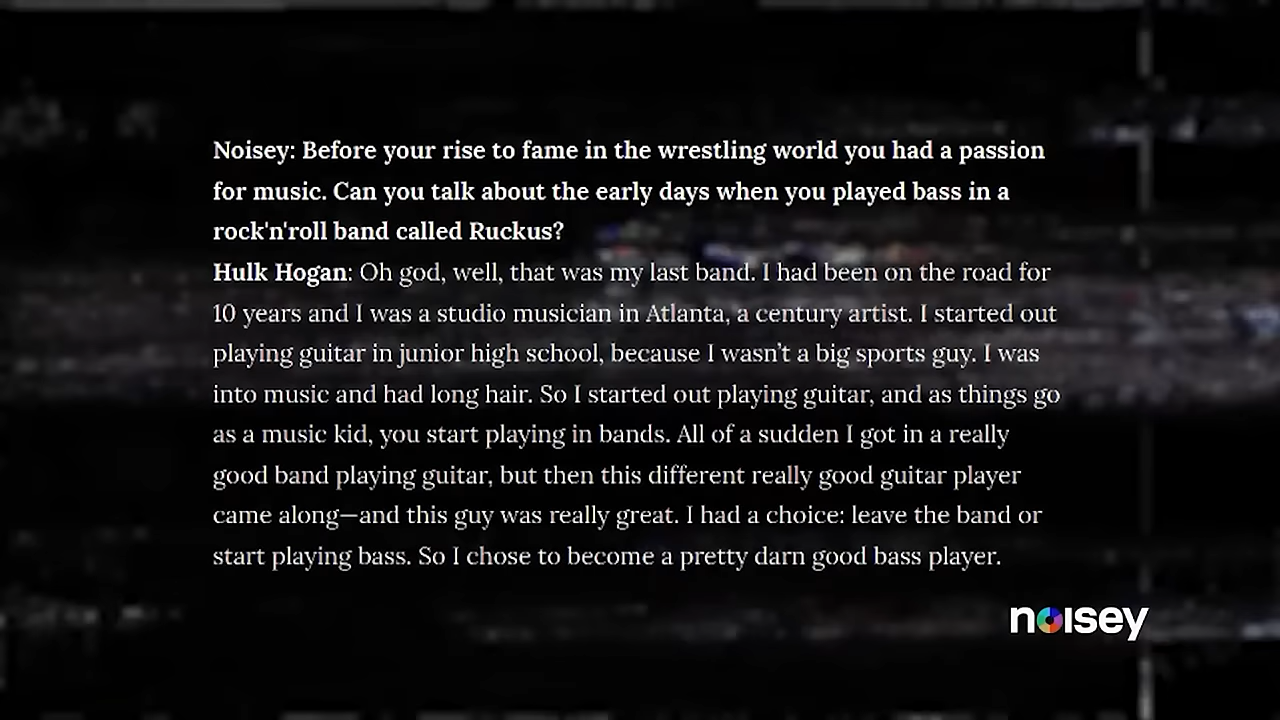 Noisey: Before your rise to fame in the wrestling world you had a passion
for music. Can you talk about the early days when you played bass in a
rock'n'roll band called Ruckus?
Hulk Hogan: Oh god, well, that was my last band. I had been on the road for
10 years and I was a studio musician in Atlanta, a century artist. I started out
playing guitar in junior high school, because I wasn’t a big sports guy. I was
into music and had long hair. So I started out playing guitar, and as things go
as a music kid, you start playing in bands. All of a sudden I got in a really
good band playing guitar, but then this different really good guitar player
came along—and this guy was really great. I had a choice: leave the band or
start playing bass. So I chose to become a pretty darn good bass player.
noisey